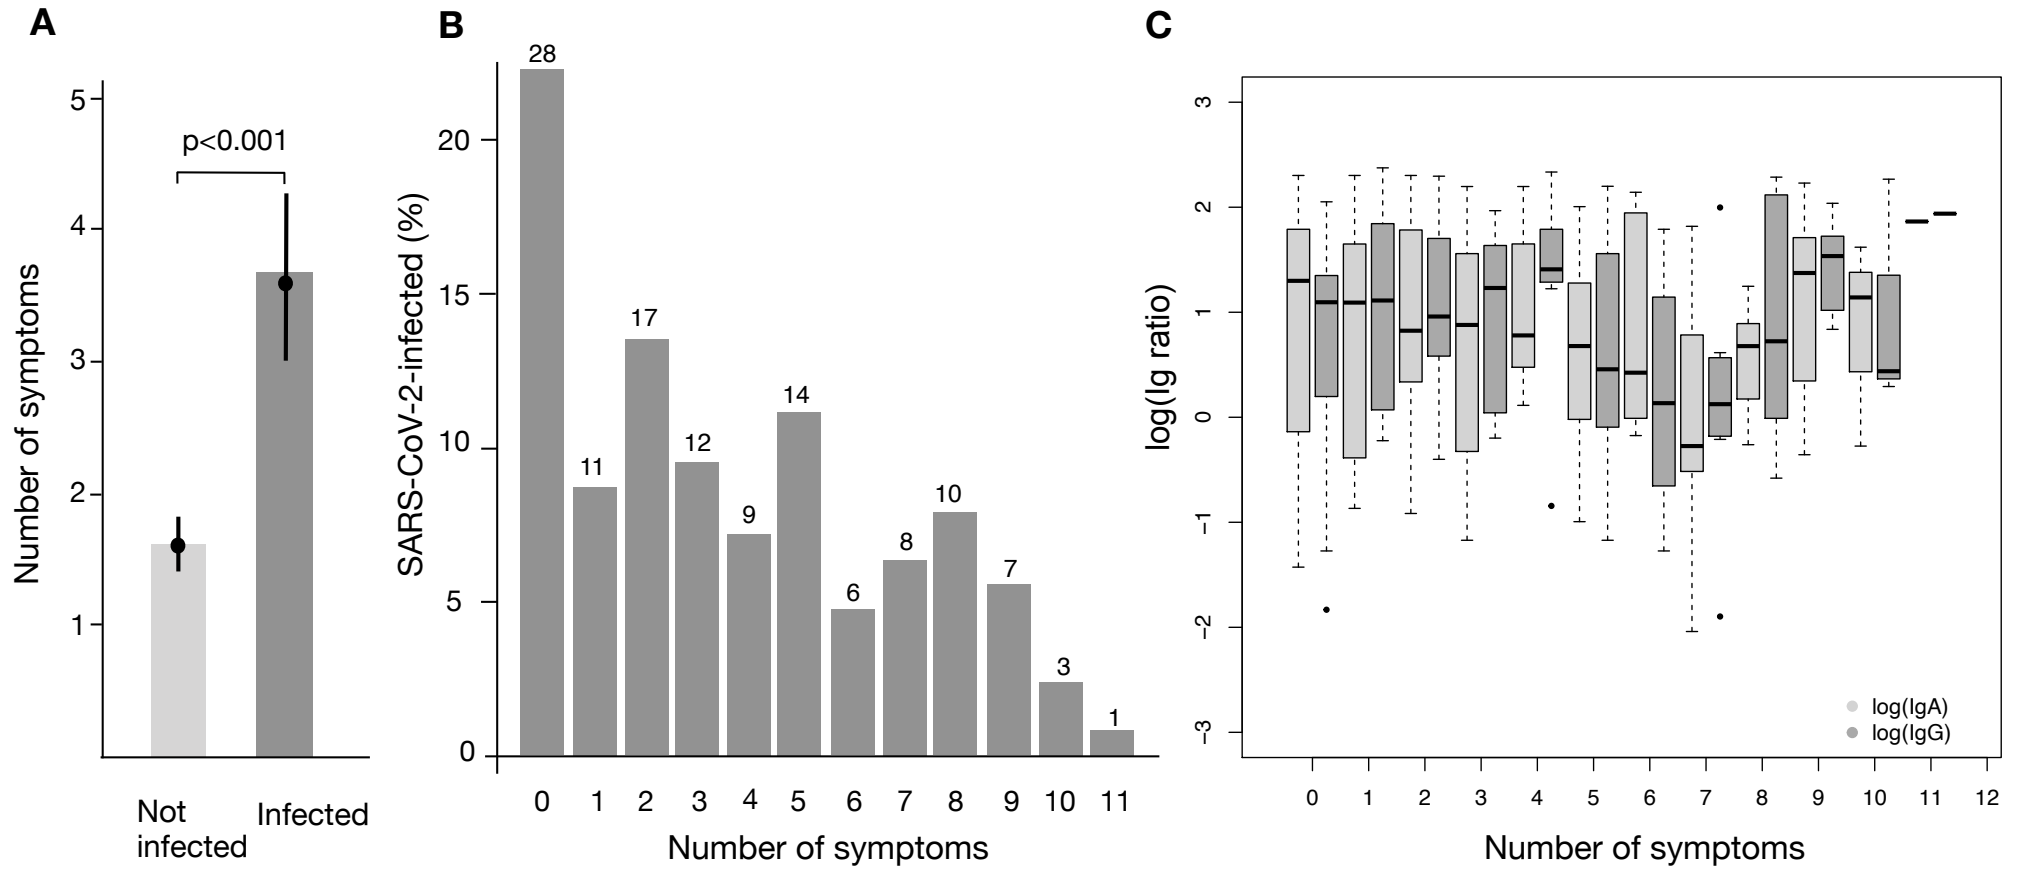 A
Number of symptoms
5
4
3
2
1
p<0.001
Not
infected
Infected
B
SARS-CoV-2-infected (%)
20
15
10
5
0
28
11
17
12
9
14
6
8
10
7
3
1
0 1 2 3 4 5 6 7 8 9 10 11
Number of symptoms
C
log(Ig ratio)
3
2
1
0
−1
−2
−3
log(IgA)
log(IgG)
0 1 2 3 4 5 6 7 8 9 10 11 12
Number of symptoms